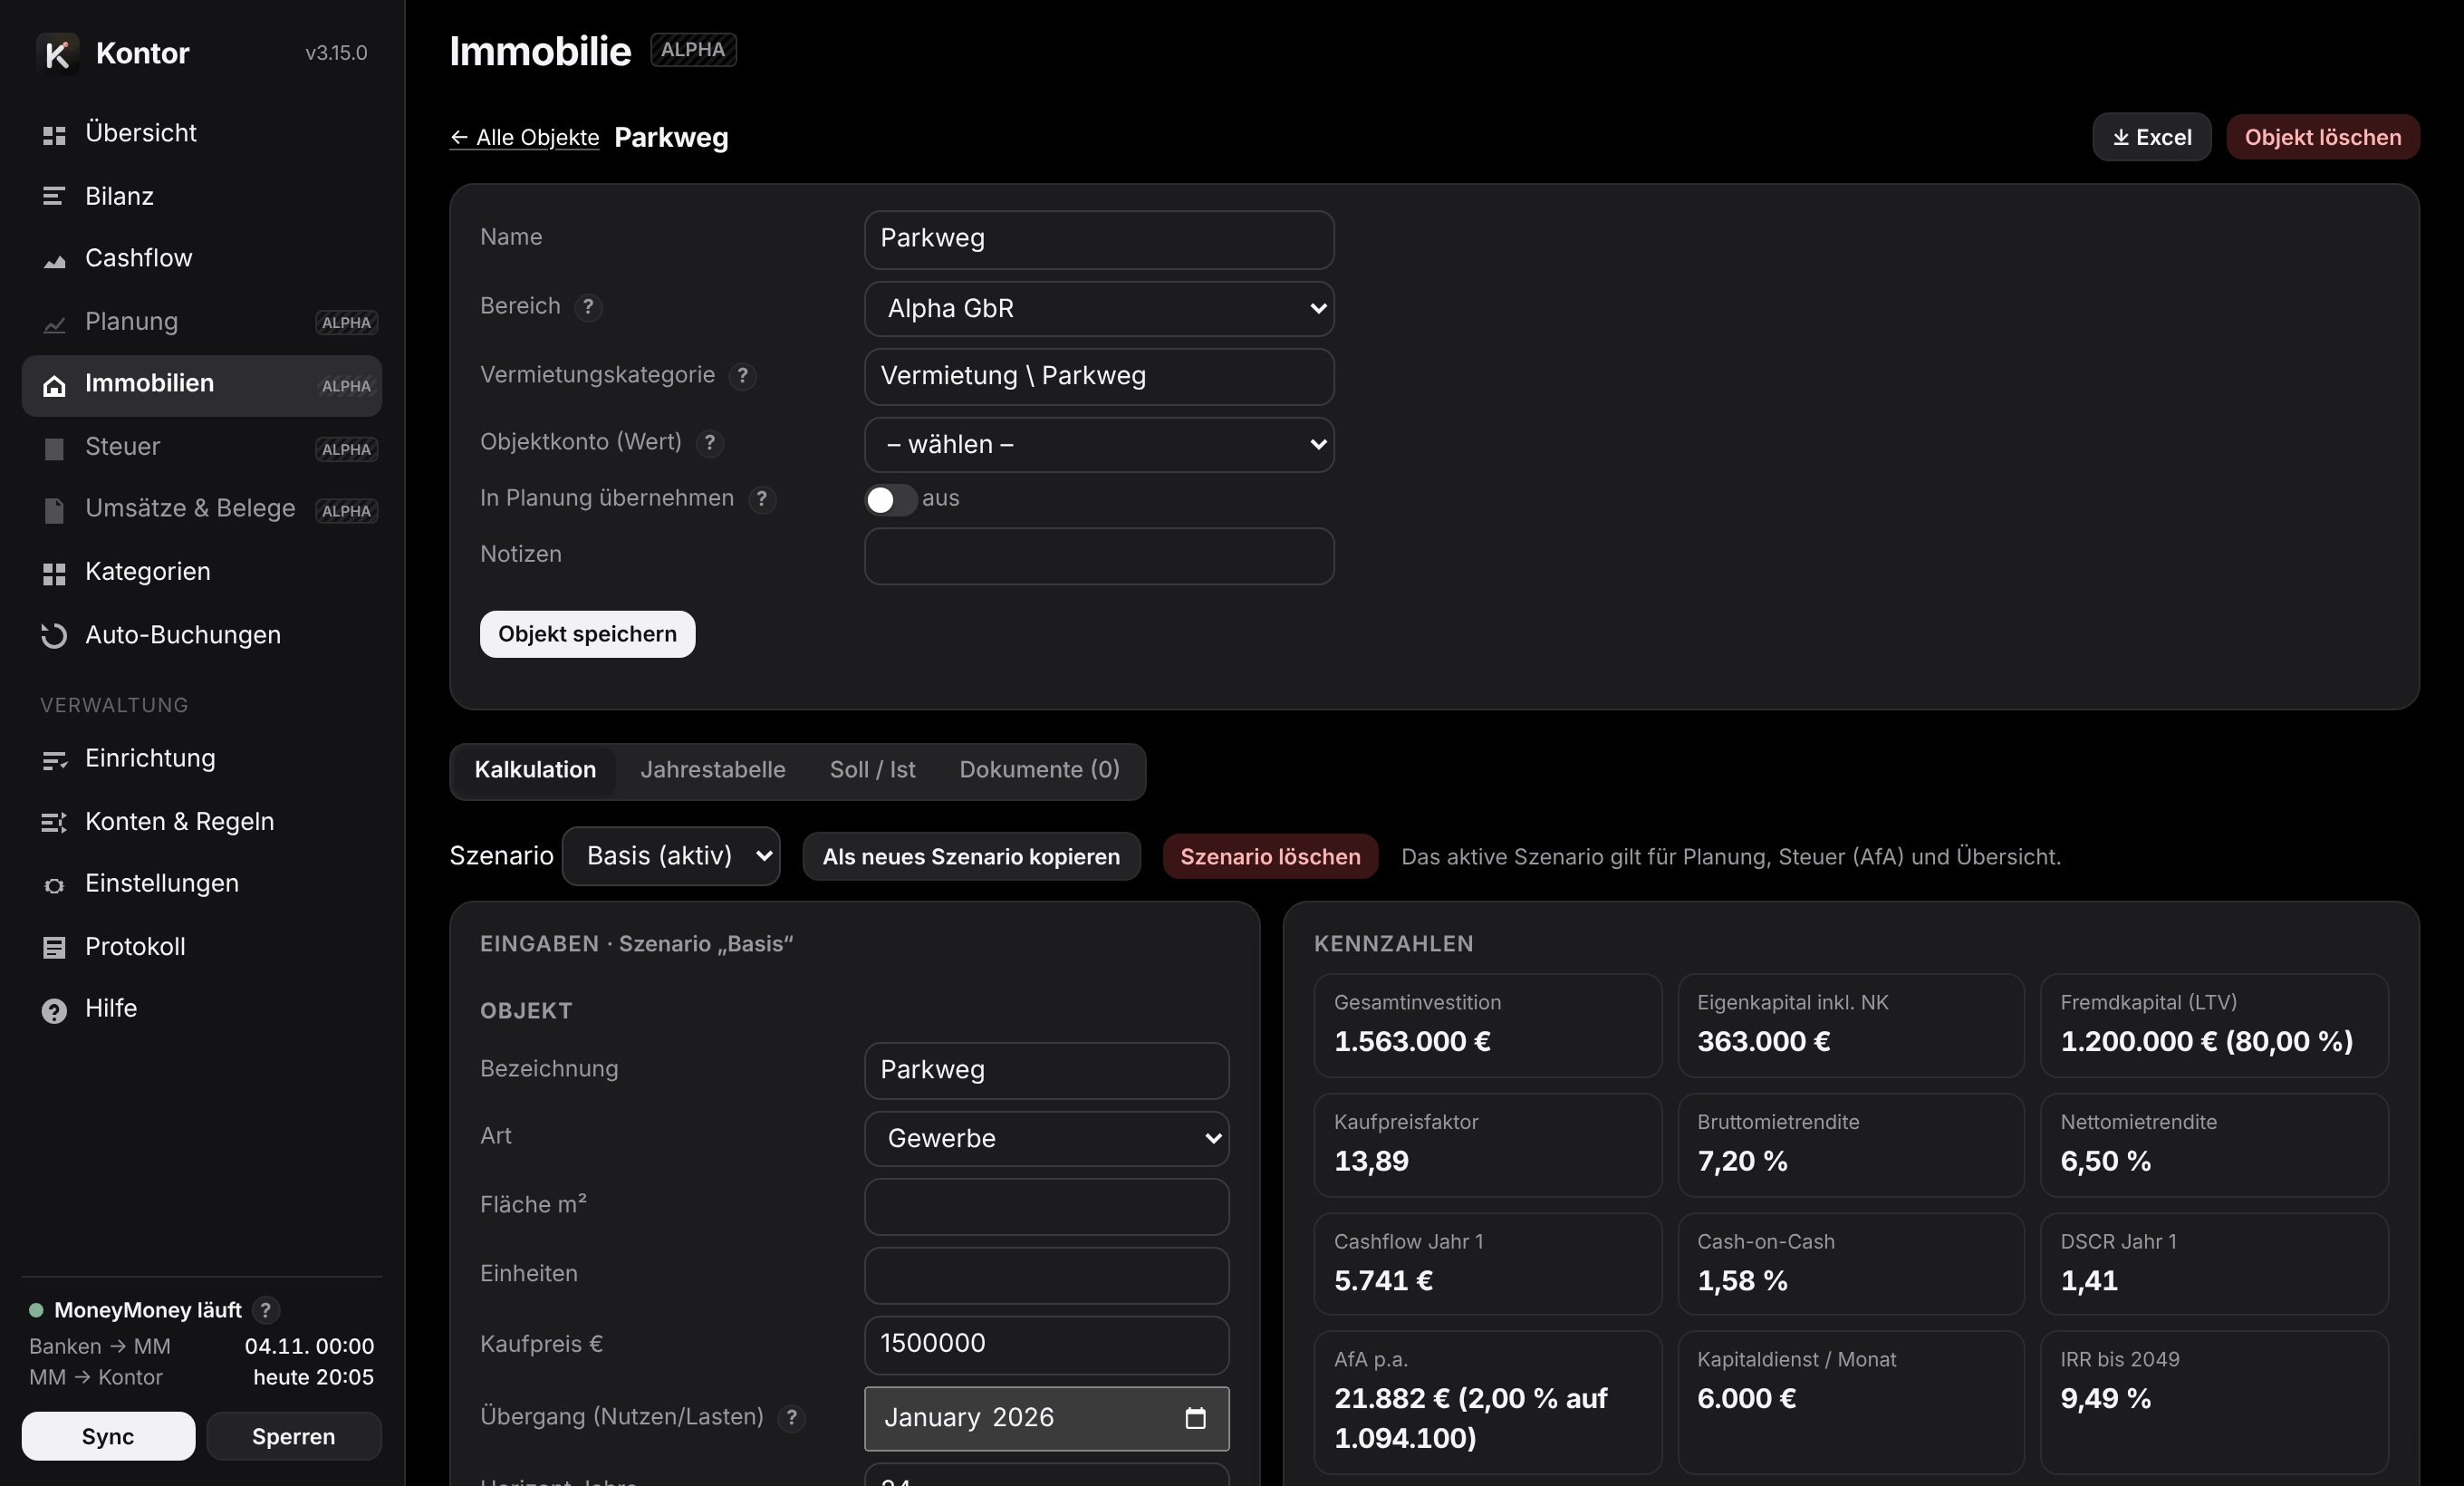 Kontor
v3.15.0
Übersicht
Bilanz
Cashflow
Planung ALPHA
Immobilien ALPHA
Steuer ALPHA
Umsätze & Belege ALPHA
Kategorien
Auto-Buchungen
VERWALTUNG
Einrichtung
Konten & Regeln
Einstellungen
Protokoll
Hilfe
MoneyMoney läuft ?
Banken → MM 04.11. 00:00
MM → Kontor heute 20:05
Sync Sperren
Immobilie ALPHA
← Alle Objekte Parkweg
Excel Objekt löschen
Name Parkweg
Bereich ? Alpha GbR
Vermietungskategorie ? Vermietung \ Parkweg
Objektkonto (Wert) ? – wählen –
In Planung übernehmen ? aus
Notizen
Objekt speichern
Kalkulation Jahrestabelle Soll / Ist Dokumente (0)
Szenario Basis (aktiv) Als neues Szenario kopieren Szenario löschen Das aktive Szenario gilt für Planung, Steuer (AfA) und Übersicht.
EINGABEN · Szenario „Basis“
OBJEKT
Bezeichnung Parkweg
Art Gewerbe
Fläche m²
Einheiten
Kaufpreis € 1500000
Übergang (Nutzen/Lasten) ? January 2026
KENNZAHLEN
Gesamtinvestition
1.563.000 €
Eigenkapital inkl. NK
363.000 €
Fremdkapital (LTV)
1.200.000 € (80,00 %)
Kaufpreisfaktor
13,89
Bruttomietrendite
7,20 %
Nettomietrendite
6,50 %
Cashflow Jahr 1
5.741 €
Cash-on-Cash
1,58 %
DSCR Jahr 1
1,41
AfA p.a.
21.882 € (2,00 % auf
1.094.100)
Kapitaldienst / Monat
6.000 €
IRR bis 2049
9,49 %